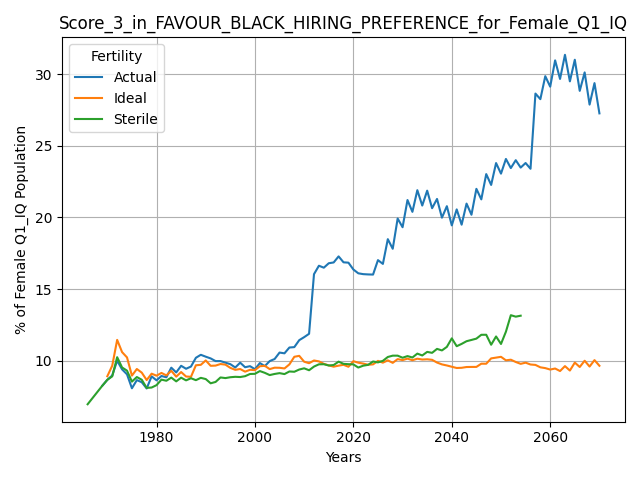 Score_3_in_FAVOUR_BLACK_HIRING_PREFERENCE_for_Female_Q1_IQ
Fertility
Actual
Ideal
Sterile
% of Female Q1_IQ Population
30
25
20
15
10
1980
2000
2020
2040
2060
Years